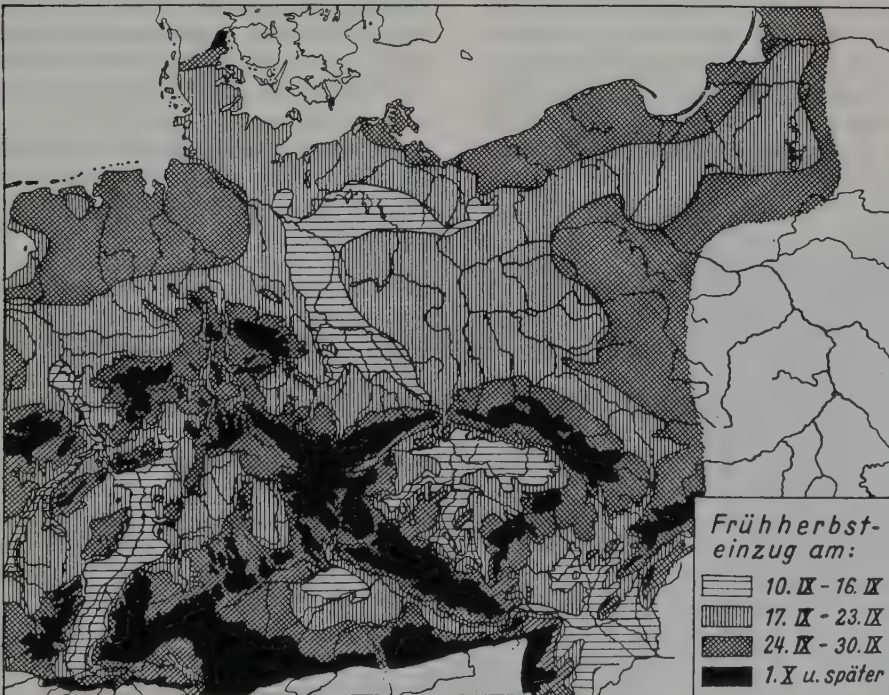 Frühherbst-
einzug am:
10. IX - 16. IX
17. IX - 23. IX
24. IX - 30. IX
1. X u. später